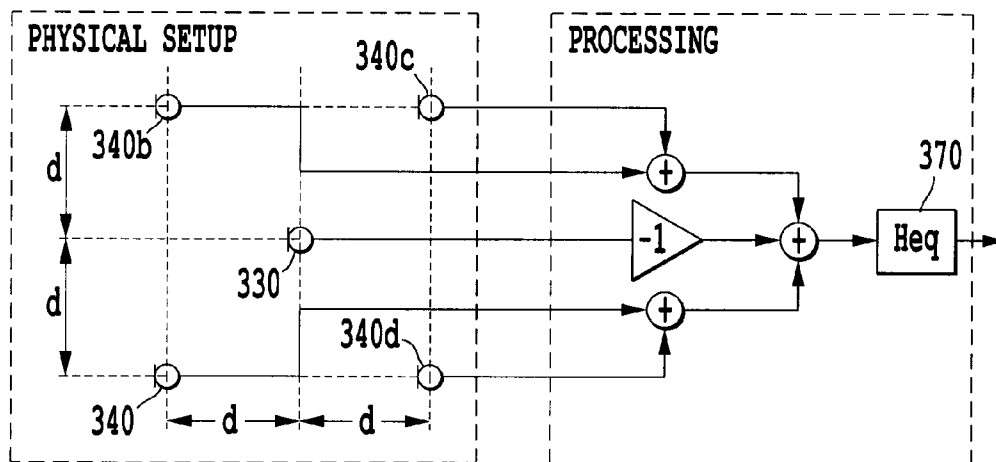 PHYSICAL SETUP
PROCESSING
340c
340b
370
d
+
-1
+
Heq
330
d
+
340d
340
d
d